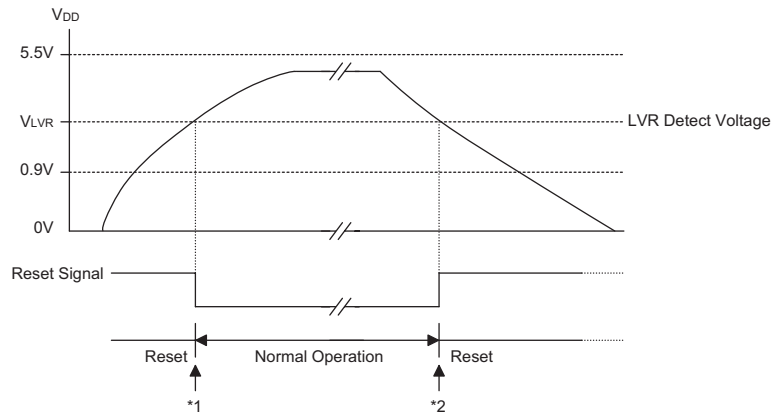 VDD
5.5V
VLVR
LVR Detect Voltage
0.9V
0V
Reset Signal
Reset
Normal Operation
Reset
*1
*2